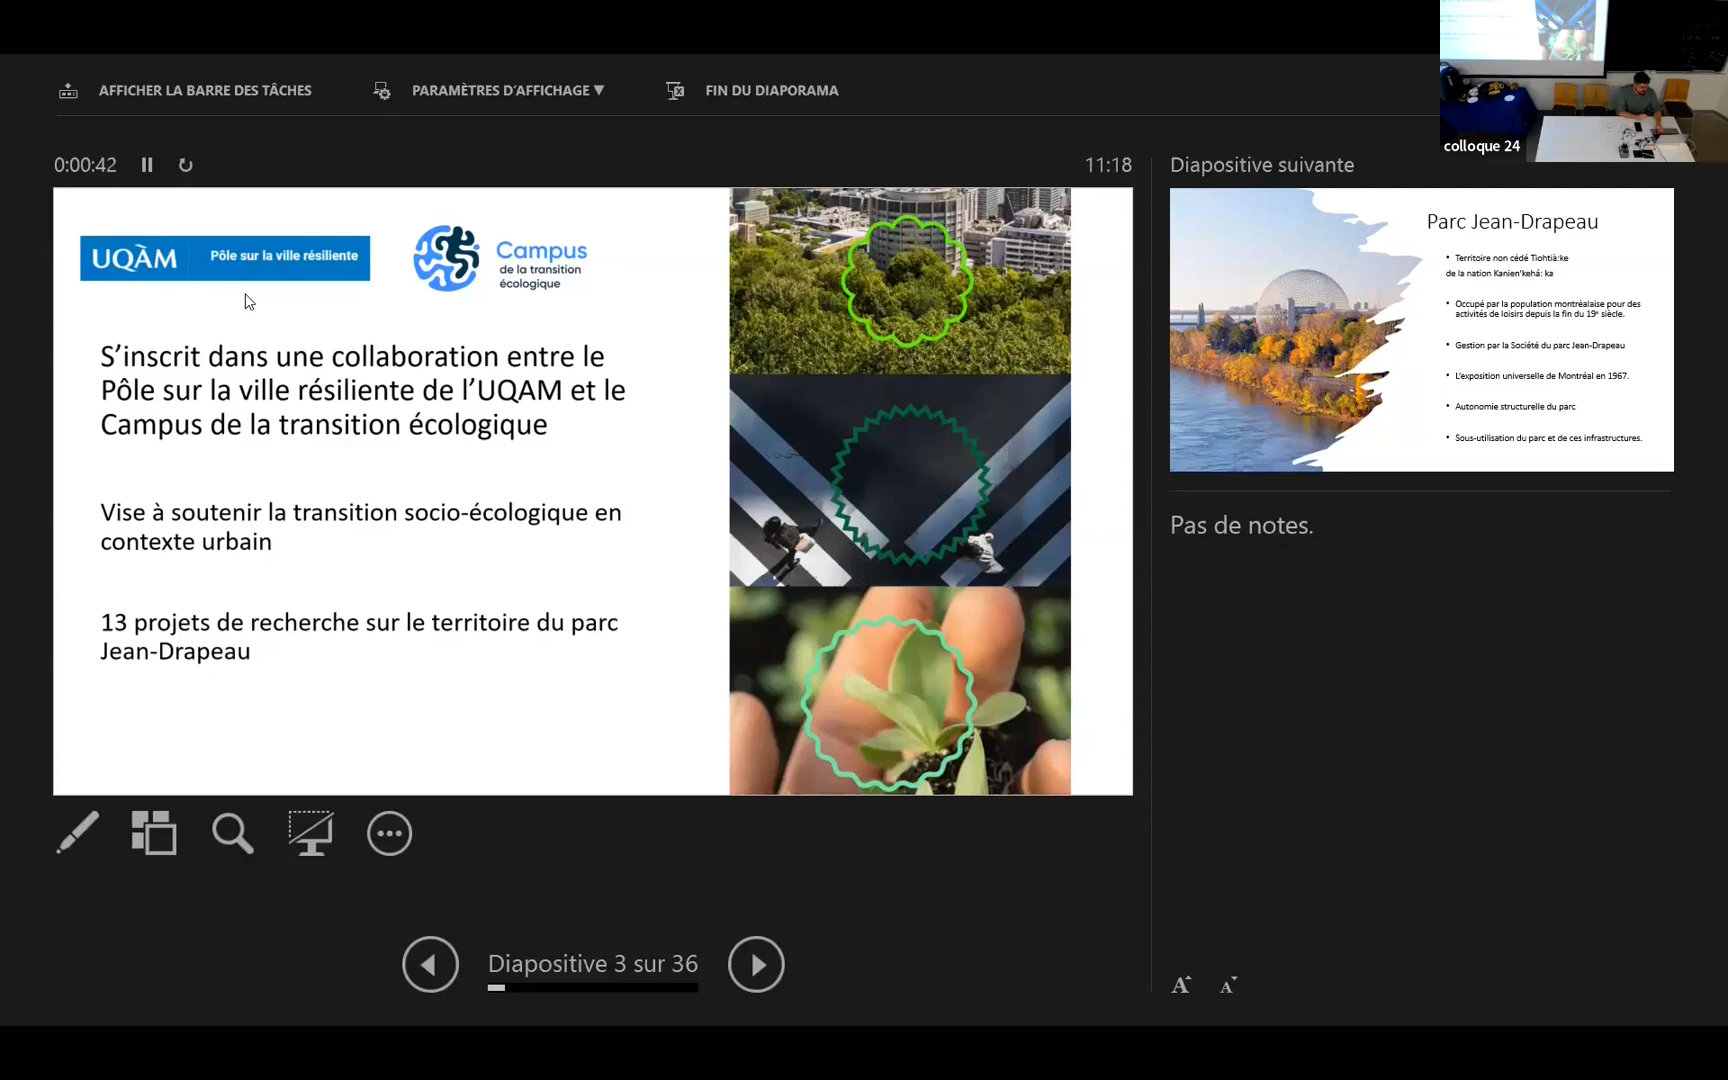 AFFICHER LA BARRE DES TÂCHES
PARAMÈTRES D'AFFICHAGE ▼
FIN DU DIAPORAMA
colloque 24
0:00:42
11:18
UQÀM
Pôle sur la ville résiliente
Campus
de la transition
écologique
S’inscrit dans une collaboration entre le
Pôle sur la ville résiliente de l’UQAM et le
Campus de la transition écologique
Vise à soutenir la transition socio-écologique en
contexte urbain
13 projets de recherche sur le territoire du parc
Jean-Drapeau
Diapositive 3 sur 36
Diapositive suivante
Parc Jean-Drapeau
• Territoire non cédé Tiohtià:ke
de la nation Kanien'kehá: ka
• Occupé par la population montréalaise pour des
activités de loisirs depuis la fin du 19e siècle.
• Gestion par la Société du parc Jean-Drapeau
• L'exposition universelle de Montréal en 1967.
• Autonomie structurelle du parc
• Sous-utilisation du parc et de ces infrastructures.
Pas de notes.
A A